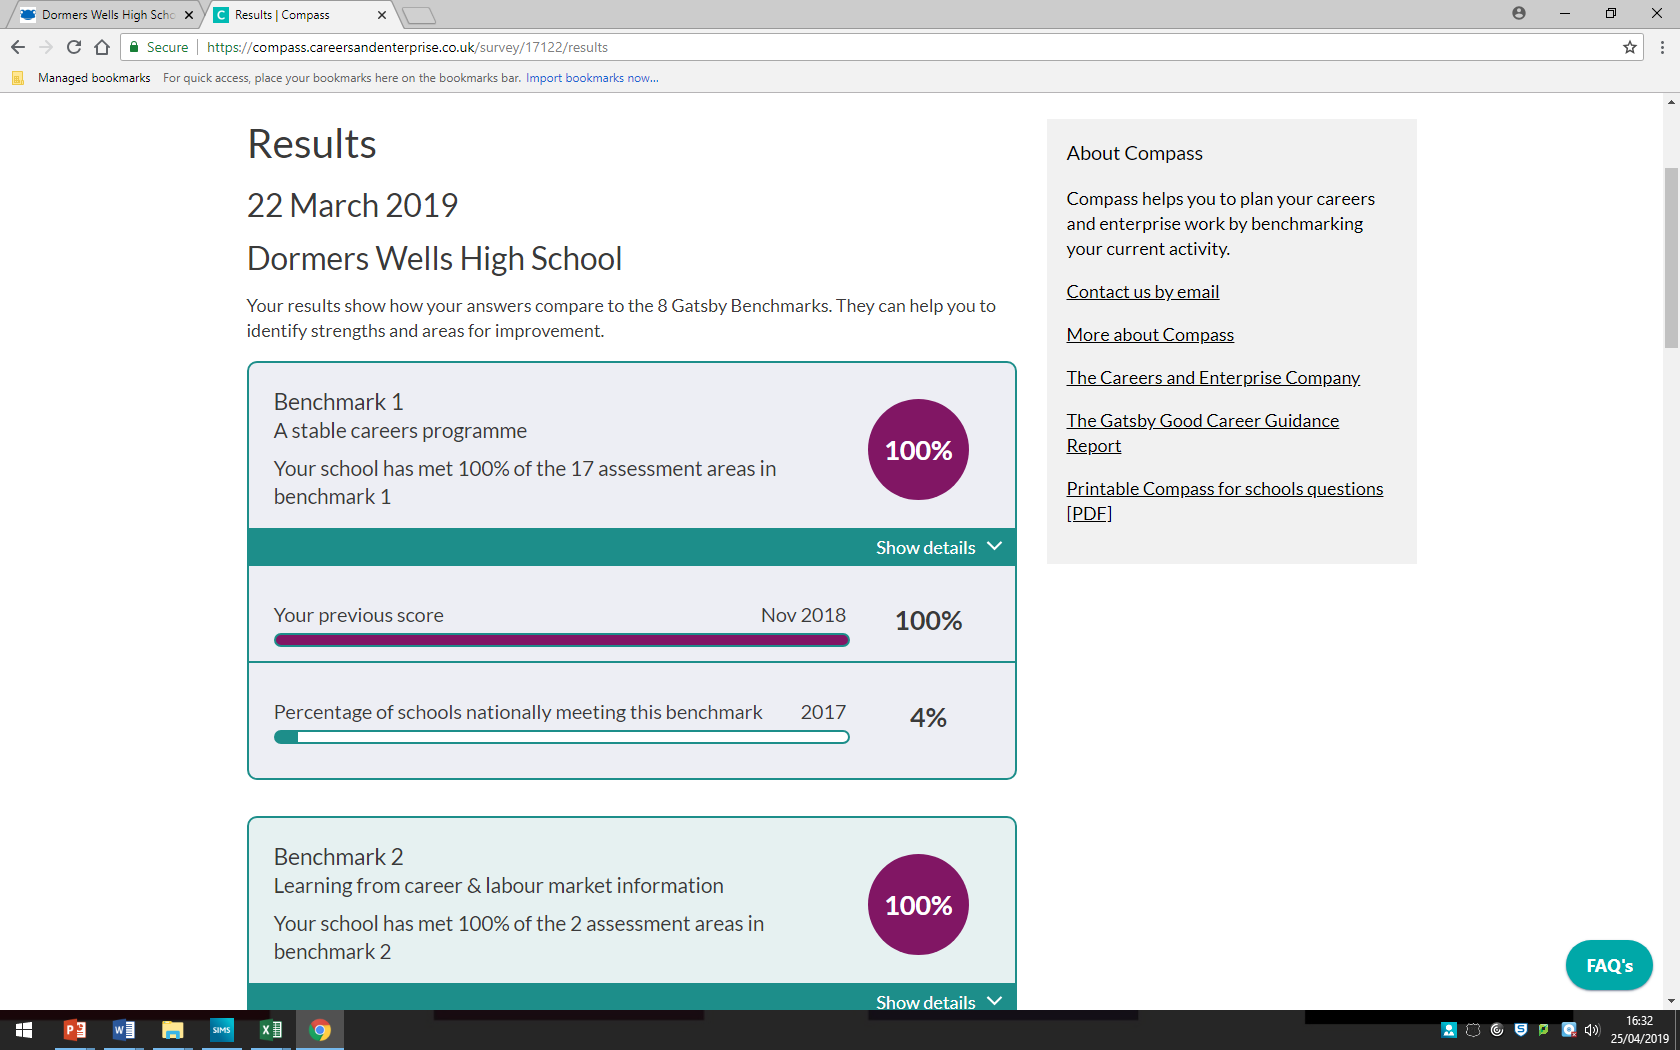 Dormers Wells High Scho
Results | Compass
Secure
https://compass.careersandenterprise.co.uk/survey/17122/results
Managed bookmarks
For quick access, place your bookmarks here on the bookmarks bar. Import bookmarks now...
Results
22 March 2019
Dormers Wells High School
Your results show how your answers compare to the 8 Gatsby Benchmarks. They can help you to
identify strengths and areas for improvement.
Benchmark 1
A stable careers programme
Your school has met 100% of the 17 assessment areas in
benchmark 1
100%
Show details
Your previous score
Nov 2018
100%
Percentage of schools nationally meeting this benchmark
2017
4%
Benchmark 2
Learning from career & labour market information
Your school has met 100% of the 2 assessment areas in
benchmark 2
100%
Show details
About Compass
Compass helps you to plan your careers
and enterprise work by benchmarking
your current activity.
Contact us by email
More about Compass
The Careers and Enterprise Company
The Gatsby Good Career Guidance
Report
Printable Compass for schools questions
[PDF]
FAQ's
SIMS
16:32
25/04/2019